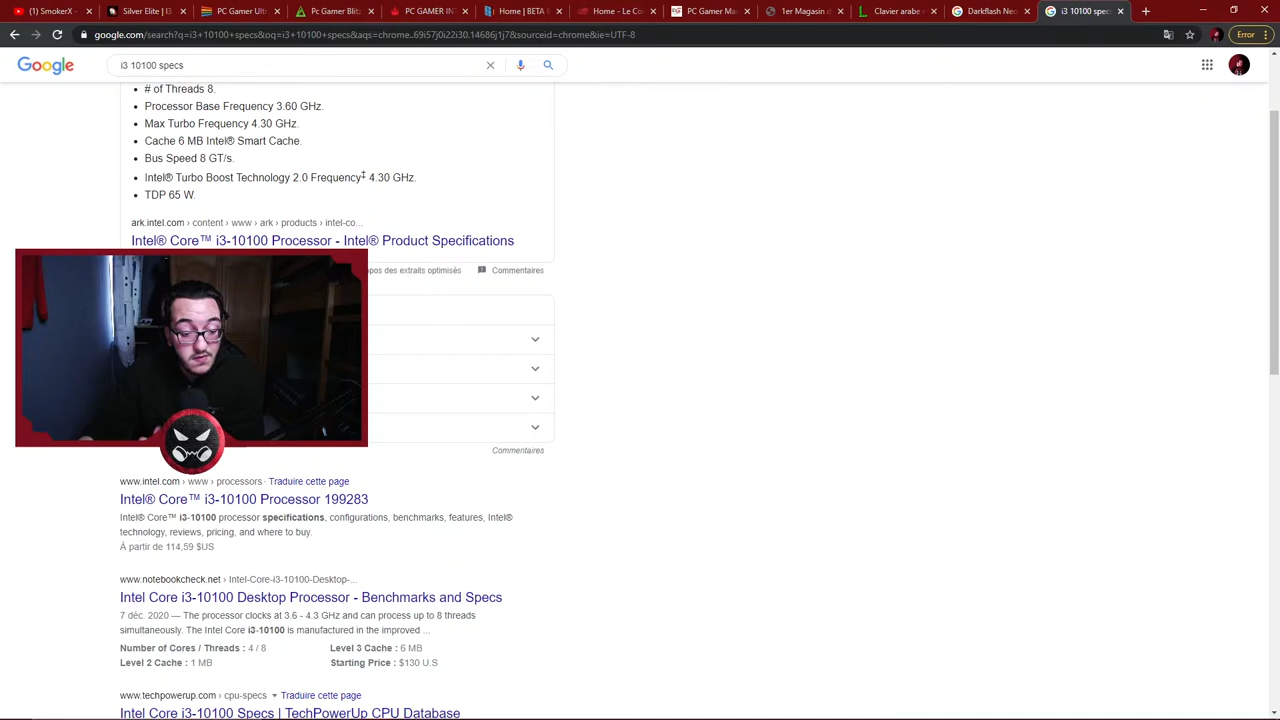 (1) SmokerX -
Silver Elite | El
PC Gamer Ultr
Pc Gamer Blitz
PC GAMER INT
Home | BETA I
Home - Le Co
PC Gamer Mar
1er Magasin d
Clavier arabe
Darkflash Neo
i3 10100 spec
google.com/search?q=i3+10100+specs&oq=i3+10100+specs&aqs=chrome..69i57j0i22i30.14686j1j7&sourceid=chrome&ie=UTF-8
Error
Google
i3 10100 specs
# of Threads 8.
Processor Base Frequency 3.60 GHz.
Max Turbo Frequency 4.30 GHz.
Cache 6 MB Intel® Smart Cache.
Bus Speed 8 GT/s.
Intel® Turbo Boost Technology 2.0 Frequency‡ 4.30 GHz.
TDP 65 W.
ark.intel.com › content › www › ark › products › intel-co...
Intel® Core™ i3-10100 Processor - Intel® Product Specifications
opos des extraits optimisés
Commentaires
Commentaires
www.intel.com › www › processors · Traduire cette page
Intel® Core™ i3-10100 Processor 199283
Intel® Core™ i3-10100 processor specifications, configurations, benchmarks, features, Intel®
technology, reviews, pricing, and where to buy.
À partir de 114,59 $US
www.notebookcheck.net › Intel-Core-i3-10100-Desktop-...
Intel Core i3-10100 Desktop Processor - Benchmarks and Specs
7 déc. 2020 — The processor clocks at 3.6 - 4.3 GHz and can process up to 8 threads
simultaneously. The Intel Core i3-10100 is manufactured in the improved ...
Number of Cores / Threads : 4 / 8
Level 3 Cache : 6 MB
Level 2 Cache : 1 MB
Starting Price : $130 U.S
www.techpowerup.com › cpu-specs
Traduire cette page
Intel Core i3-10100 Specs | TechPowerUp CPU Database